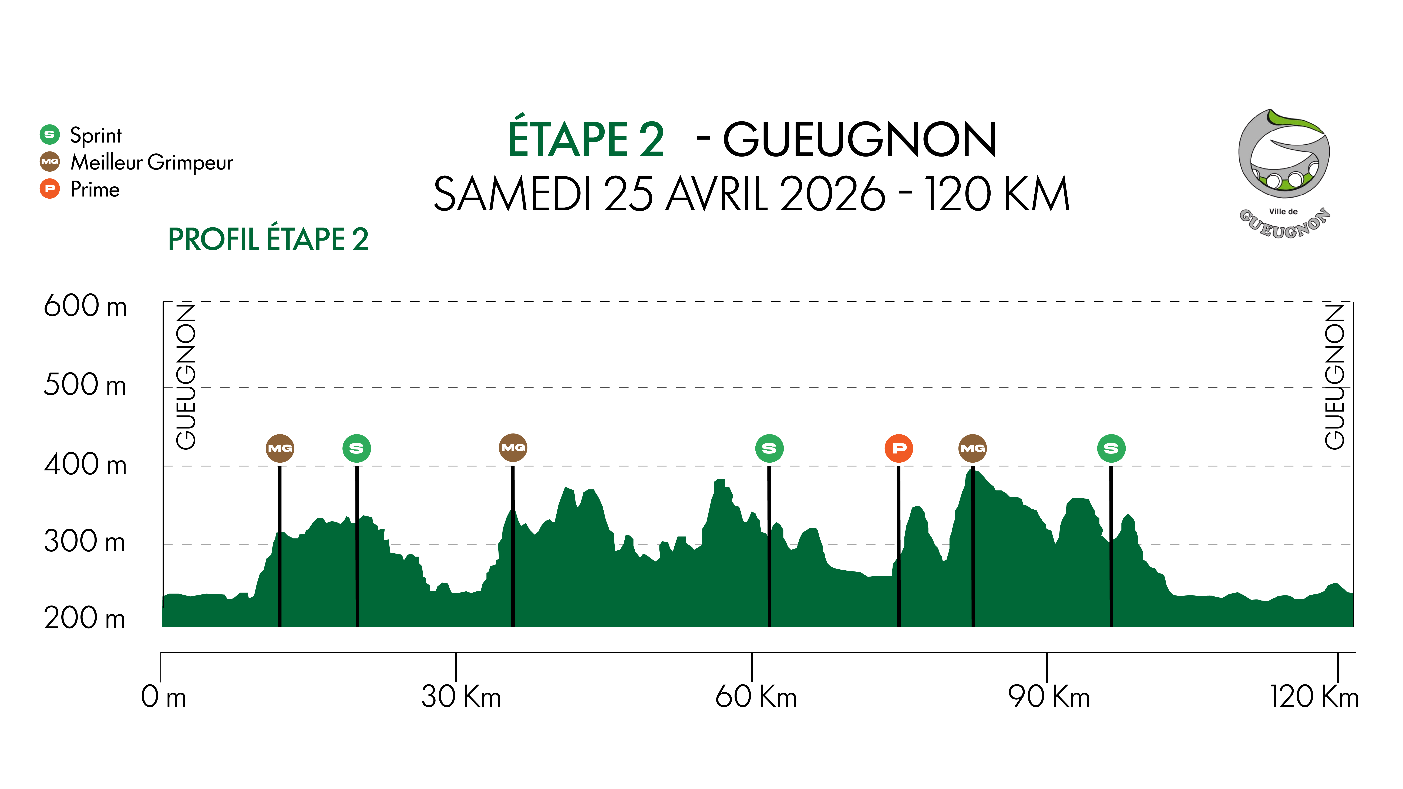 ÉTAPE 2 - GUEUGNON
SAMEDI 25 AVRIL 2026 - 120 KM
S Sprint
MG Meilleur Grimpeur
P Prime
Ville de
GUEUGNON
PROFIL ÉTAPE 2
600 m
500 m
400 m
300 m
200 m
GUEUGNON
GUEUGNON
MG
S
MG
S
P
MG
S
0 m
30 Km
60 Km
90 Km
120 Km